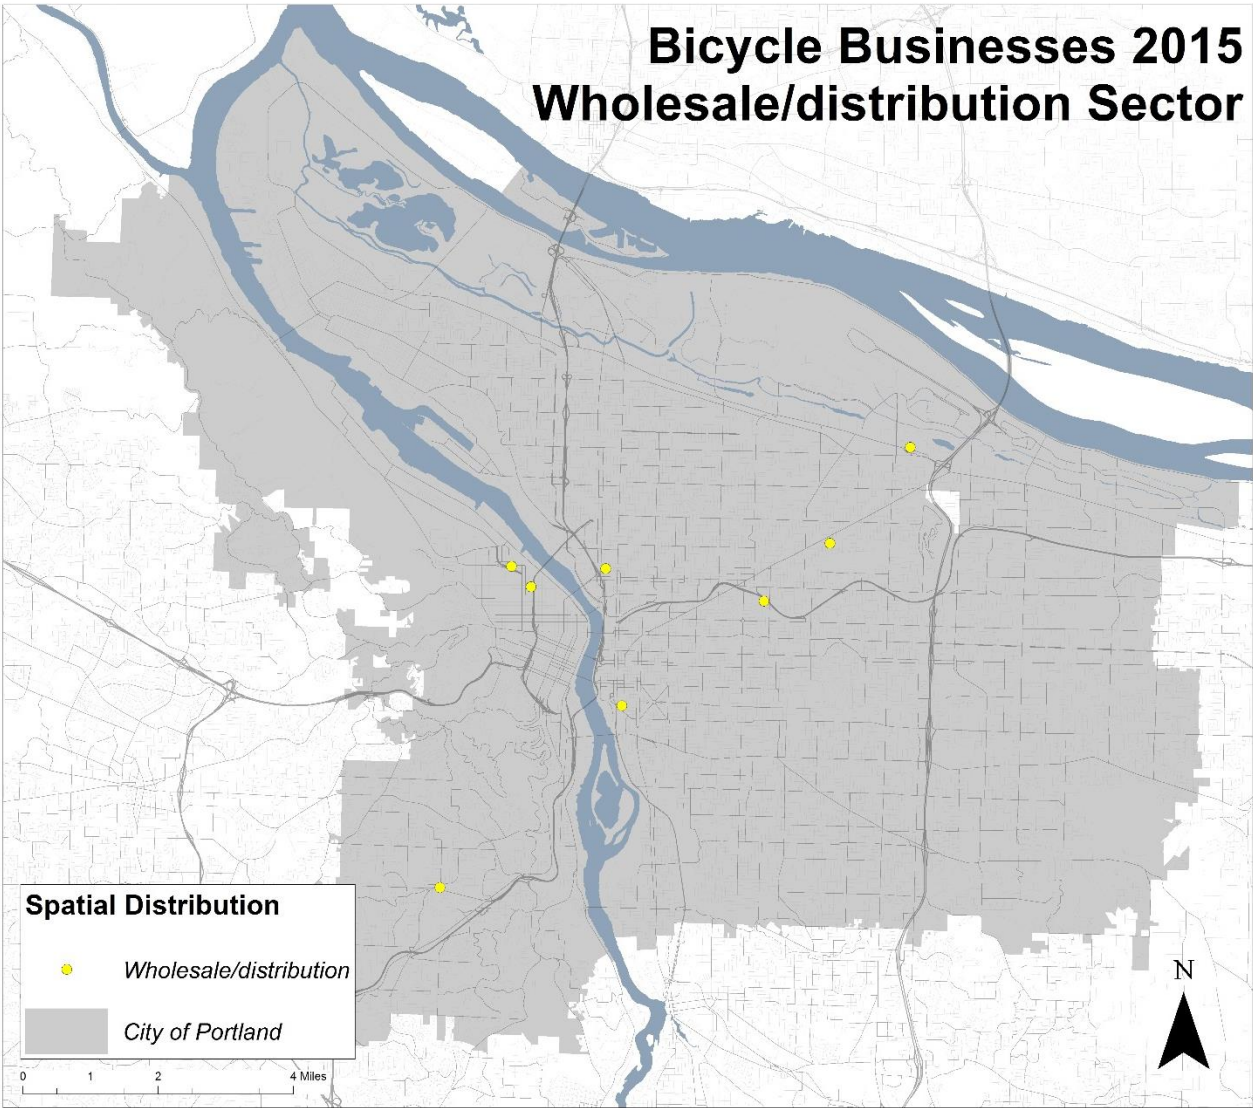 Bicycle Businesses 2015
Wholesale/distribution Sector
Spatial Distribution
Wholesale/distribution
City of Portland
0 1 2 4 Miles
N